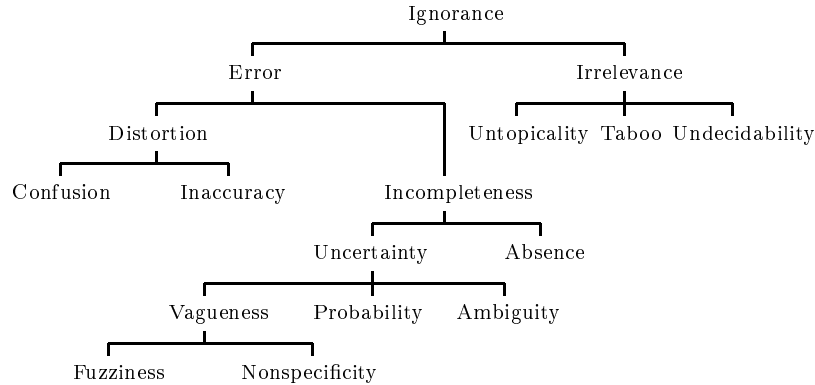 Ignorance
Error Irrelevance
Distortion Untopicality Taboo Undecidability
Confusion Inaccuracy Incompleteness
Uncertainty Absence
Vagueness Probability Ambiguity
Fuzziness Nonspecificity